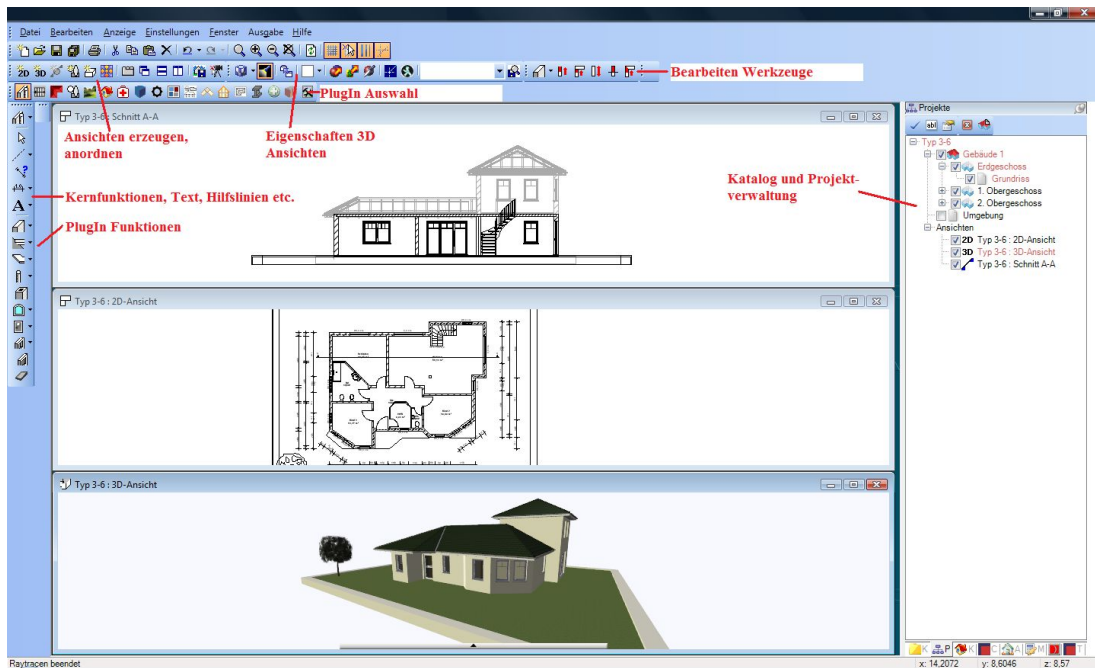 Datei Bearbeiten Anzeige Einstellungen Fenster Ausgabe Hilfe
2D 3D
Bearbeiten Werkzeuge
PlugIn Auswahl
Typ 3-6 : Schnitt A-A
Ansichten erzeugen,
anordnen
Eigenschaften 3D
Ansichten
Kernfunktionen, Text, Hilfslinien etc.
A
PlugIn Funktionen
Typ 3-6 : 2D-Ansicht
Typ 3-6 : 3D-Ansicht
Projekte
abl
Typ 3-6
Gebäude 1
Erdgeschoss
Grundriss
1. Obergeschoss
2. Obergeschoss
Umgebung
Ansichten
2D Typ 3-6 : 2D-Ansicht
3D Typ 3-6 : 3D-Ansicht
Typ 3-6 : Schnitt A-A
Katalog und Projekt-
verwaltung
K P K C A M T
Raytracen beendet
x: 14,2072 y: 8,6046 z: 8,57